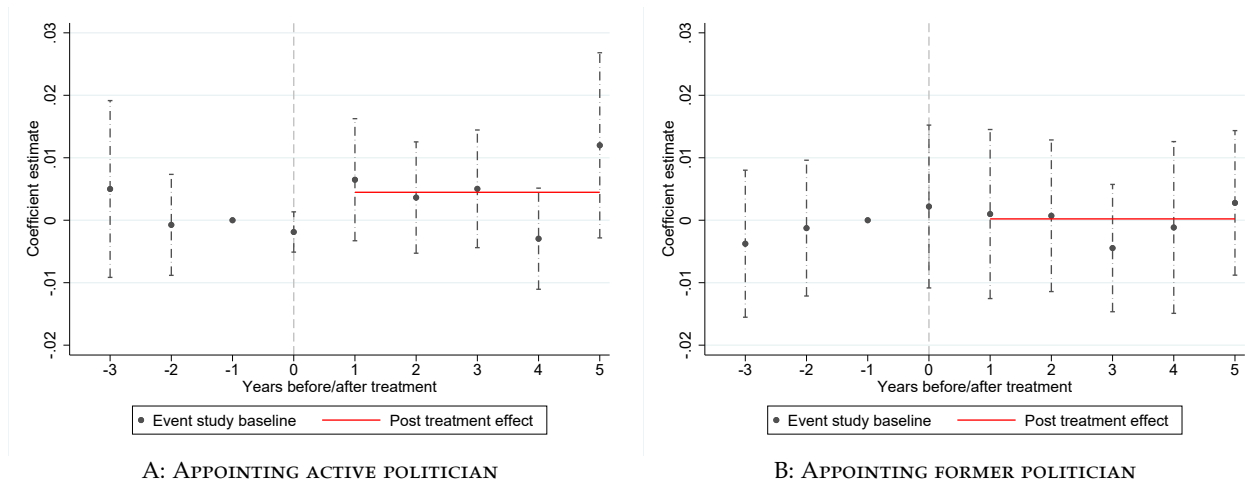 .03
.02
.01
0
-.01
-.02
Coefficient estimate
-3 -2 -1 0 1 2 3 4 5
Years before/after treatment
Event study baseline Post treatment effect
A: APPOINTING ACTIVE POLITICIAN
.03
.02
.01
0
-.01
-.02
Coefficient estimate
-3 -2 -1 0 1 2 3 4 5
Years before/after treatment
Event study baseline Post treatment effect
B: APPOINTING FORMER POLITICIAN